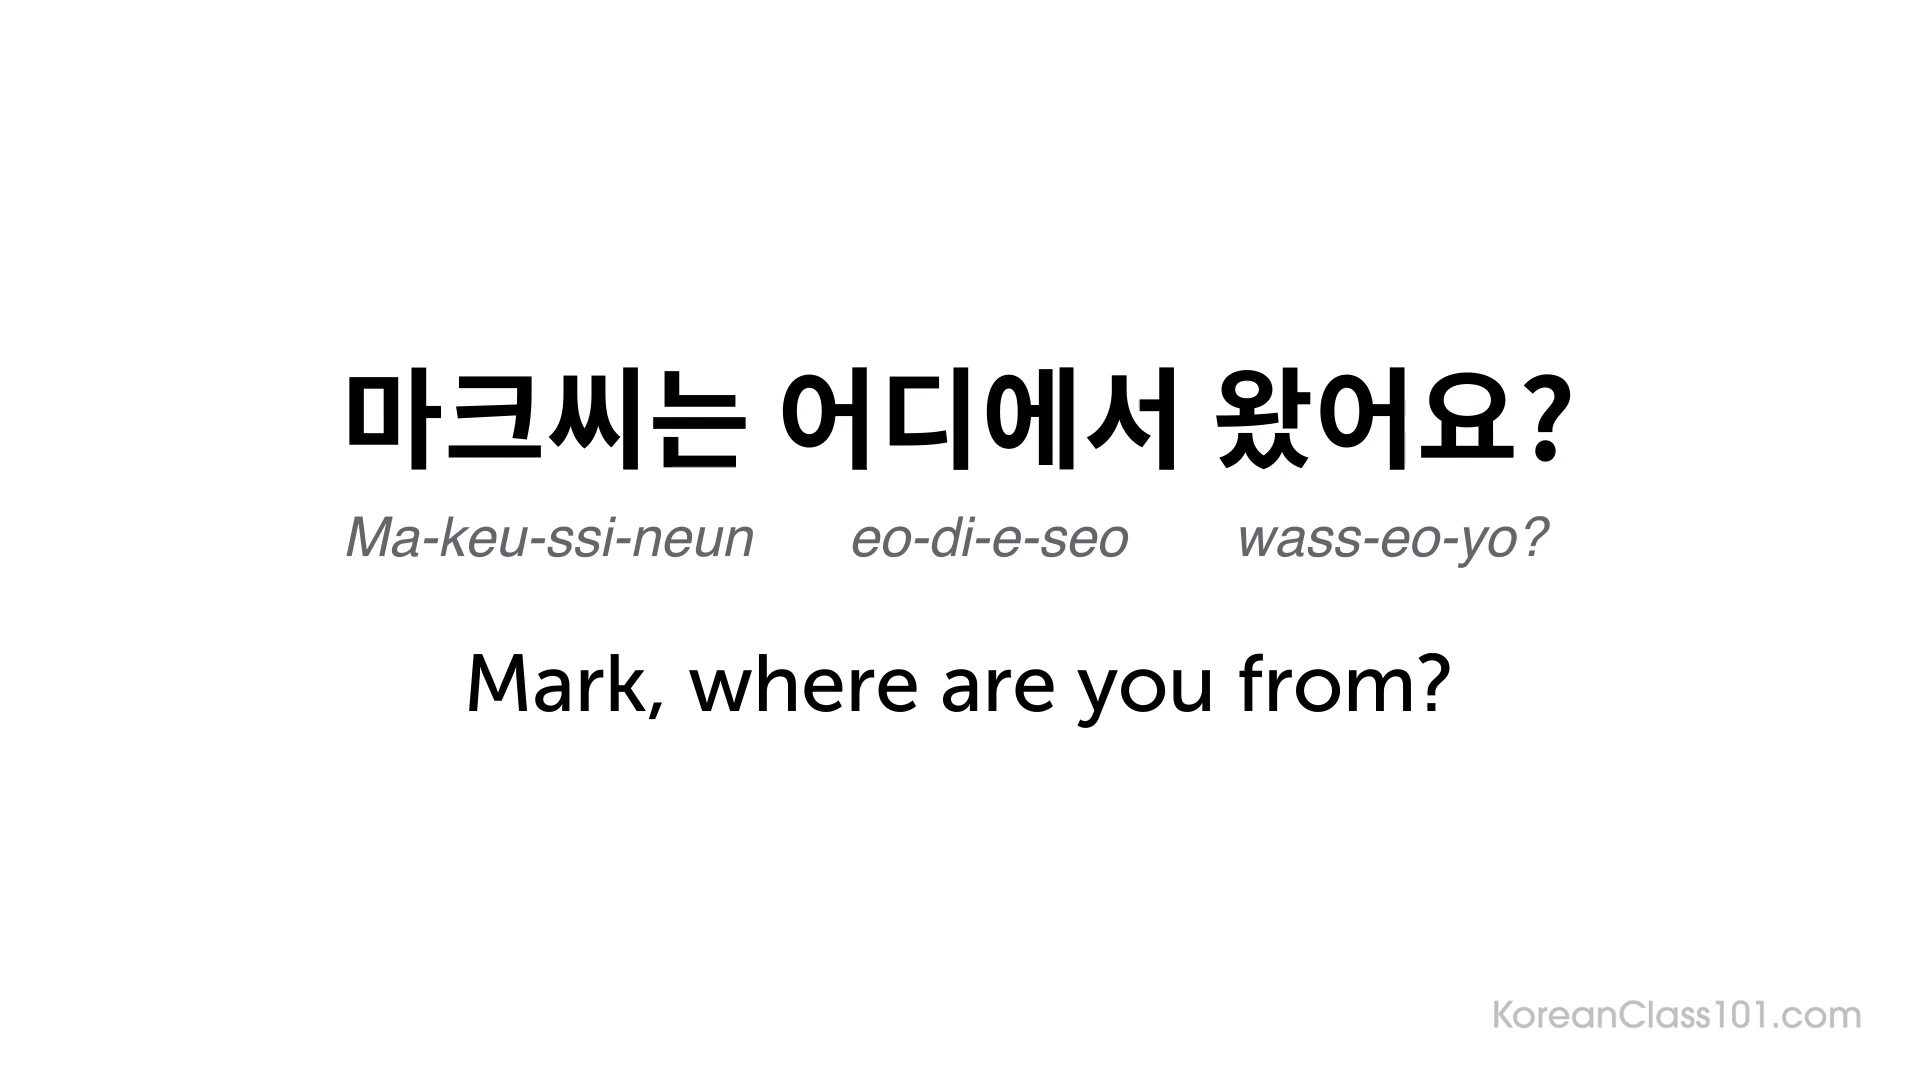 마크씨는 어디에서 왔어요?
Ma-keu-ssi-neun eo-di-e-seo wass-eo-yo?
Mark, where are you from?
KoreanClass101.com